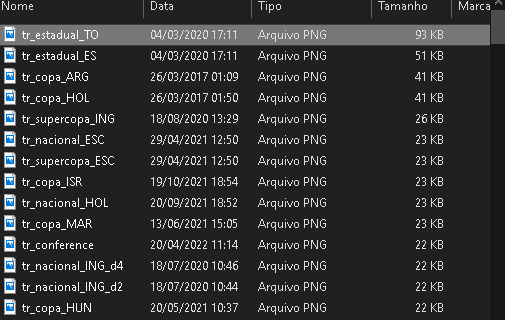 Nome Data Tipo Tamanho Marca
tr_estadual_TO 04/03/2020 17:11 Arquivo PNG 93 KB
tr_estadual_ES 04/03/2020 17:11 Arquivo PNG 51 KB
tr_copa_ARG 26/03/2017 01:09 Arquivo PNG 41 KB
tr_copa_HOL 26/03/2017 01:50 Arquivo PNG 41 KB
tr_supercopa_ING 18/08/2020 13:29 Arquivo PNG 26 KB
tr_nacional_ESC 29/04/2021 12:50 Arquivo PNG 23 KB
tr_supercopa_ESC 29/04/2021 12:50 Arquivo PNG 23 KB
tr_copa_ISR 19/10/2021 18:54 Arquivo PNG 23 KB
tr_nacional_HOL 20/09/2021 18:52 Arquivo PNG 23 KB
tr_copa_MAR 13/06/2021 15:05 Arquivo PNG 23 KB
tr_conference 20/04/2022 11:14 Arquivo PNG 22 KB
tr_nacional_ING_d4 18/07/2020 10:46 Arquivo PNG 22 KB
tr_nacional_ING_d2 18/07/2020 10:44 Arquivo PNG 22 KB
tr_copa_HUN 20/05/2021 10:37 Arquivo PNG 22 KB